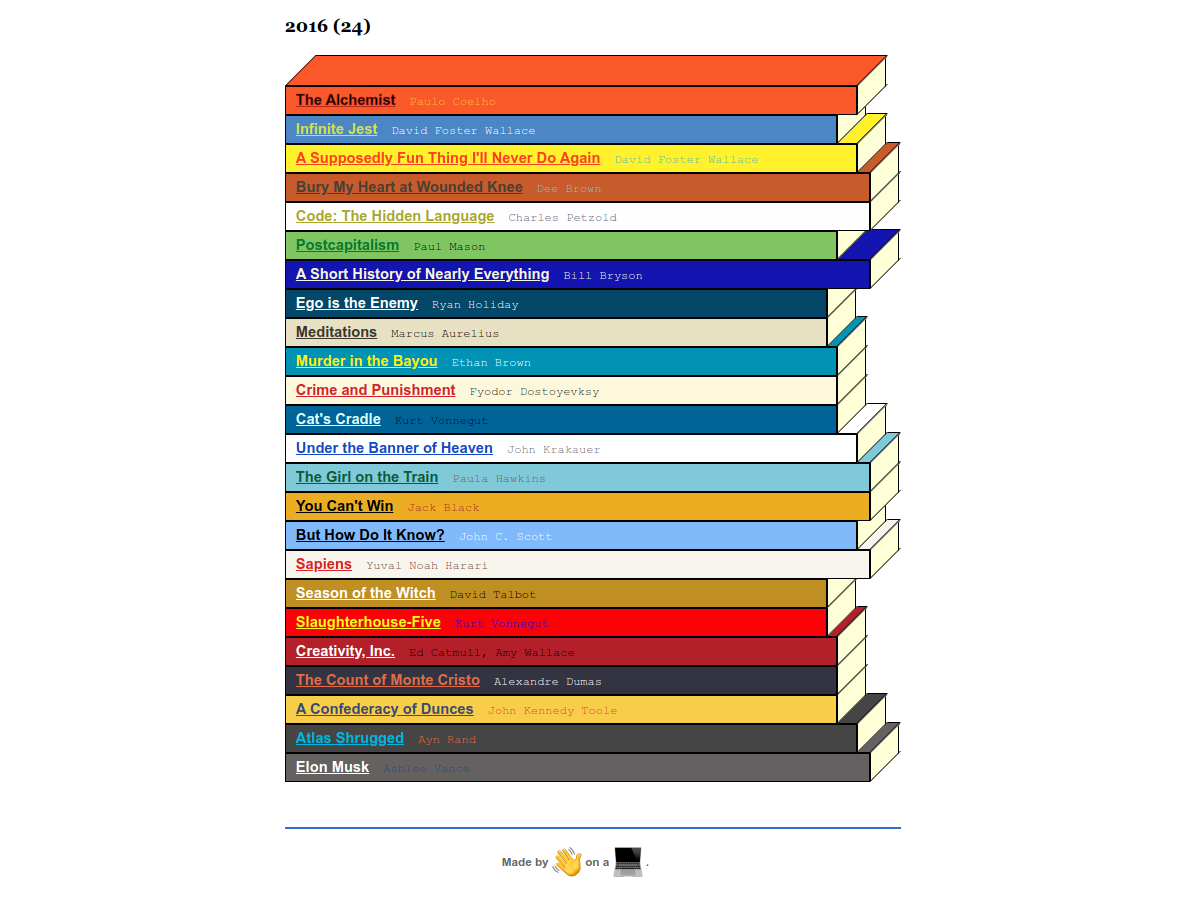 2016 (24)
The Alchemist Paulo Coelho
Infinite Jest David Foster Wallace
A Supposedly Fun Thing I'll Never Do Again David Foster Wallace
Bury My Heart at Wounded Knee Dee Brown
Code: The Hidden Language Charles Petzold
Postcapitalism Paul Mason
A Short History of Nearly Everything Bill Bryson
Ego is the Enemy Ryan Holiday
Meditations Marcus Aurelius
Murder in the Bayou Ethan Brown
Crime and Punishment Fyodor Dostoyevksy
Cat's Cradle Kurt Vonnegut
Under the Banner of Heaven John Krakauer
The Girl on the Train Paula Hawkins
You Can't Win Jack Black
But How Do It Know? John C. Scott
Sapiens Yuval Noah Harari
Season of the Witch David Talbot
Slaughterhouse-Five Kurt Vonnegut
Creativity, Inc. Ed Catmull, Amy Wallace
The Count of Monte Cristo Alexandre Dumas
A Confederacy of Dunces John Kennedy Toole
Atlas Shrugged Ayn Rand
Elon Musk Ashlee Vance
Made by 👋 on a 💻 .